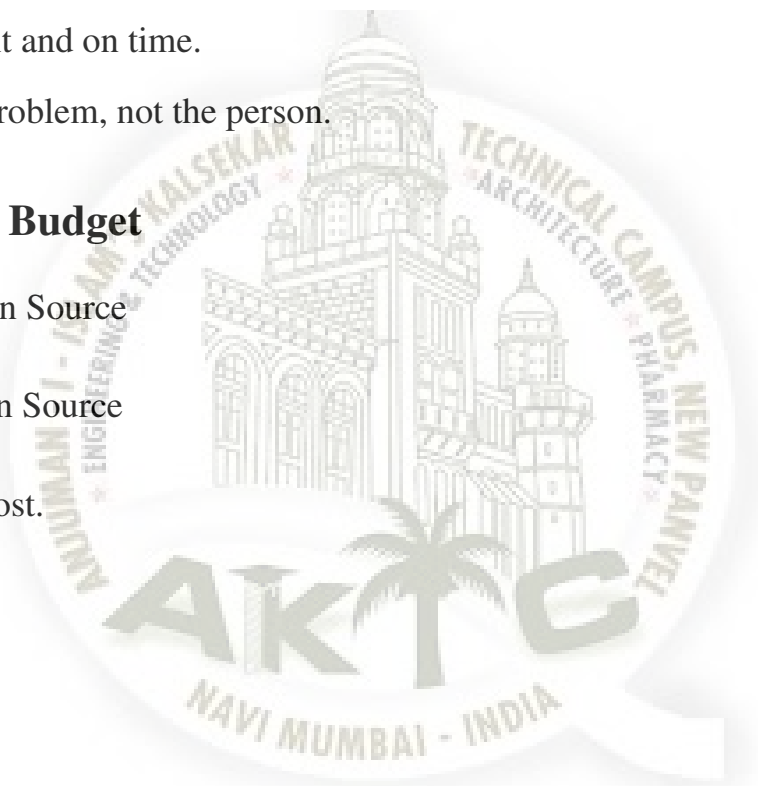 t and on time.
roblem, not the person.
Budget
n Source
n Source
ost.
ANJUMAN - I - ISLAM'S KALSEKAR TECHNICAL CAMPUS, NEW PANVEL
ENGINEERING & TECHNOLOGY * ARCHITECTURE * PHARMACY *
AKTC
NAVI MUMBAI - INDIA